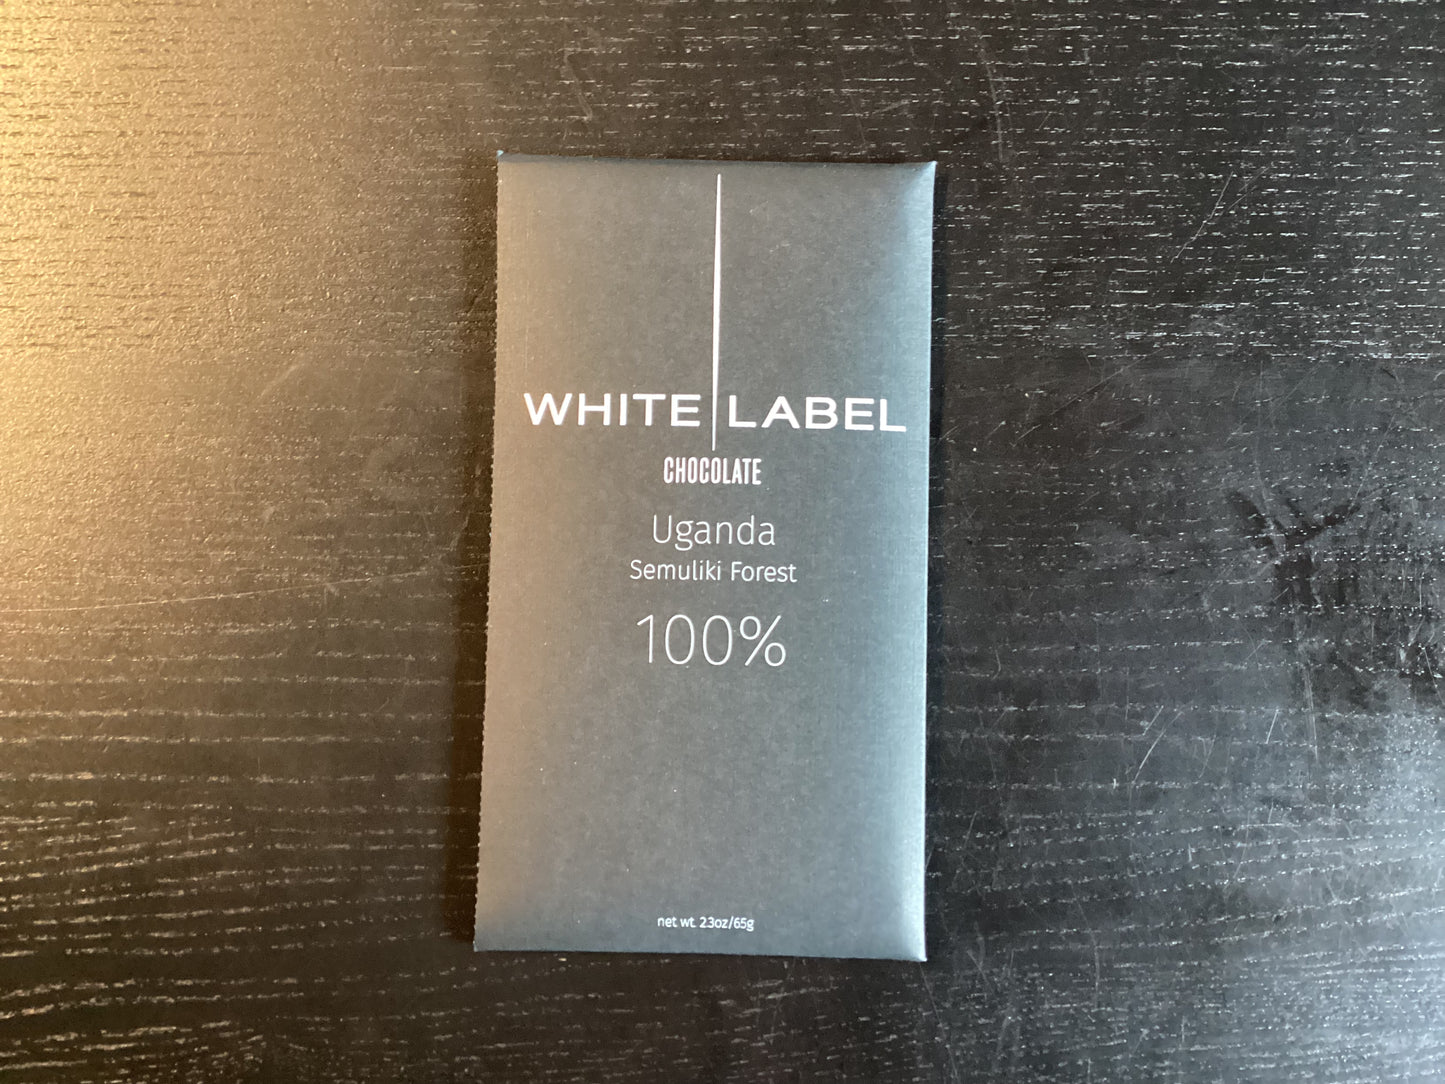 WHITE LABEL
CHOCOLATE
Uganda
Semuliki Forest
100%
net wt. 2.3oz/65g